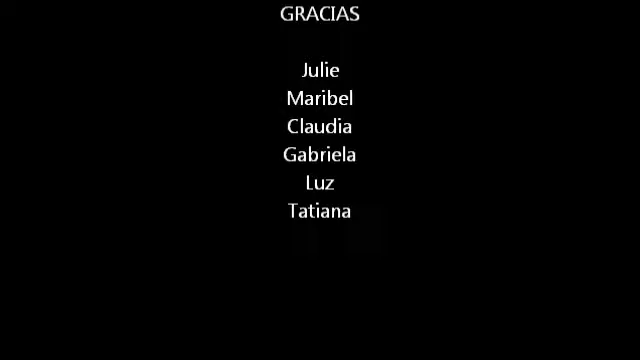 GRACIAS
Julie
Maribel
Claudia
Gabriela
Luz
Tatiana